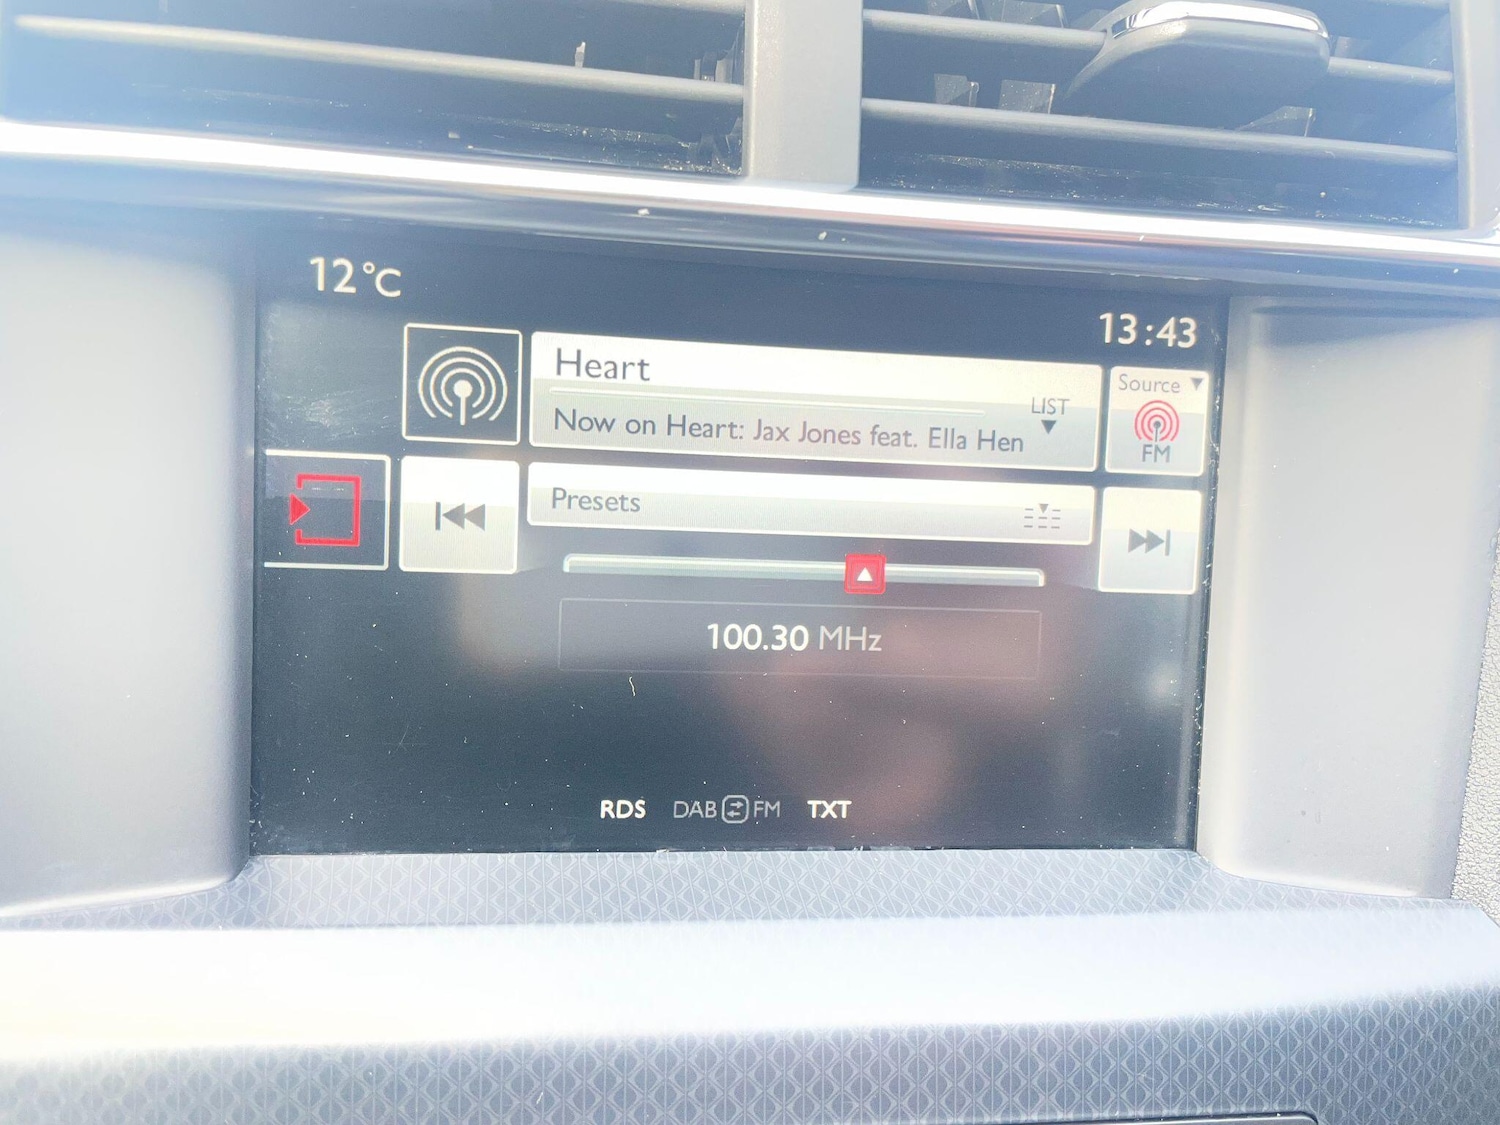 12°C
13:43
Heart
Now on Heart: Jax Jones feat. Ella Hen
LIST
Source
FM
Presets
100.30 MHz
RDS DAB FM TXT